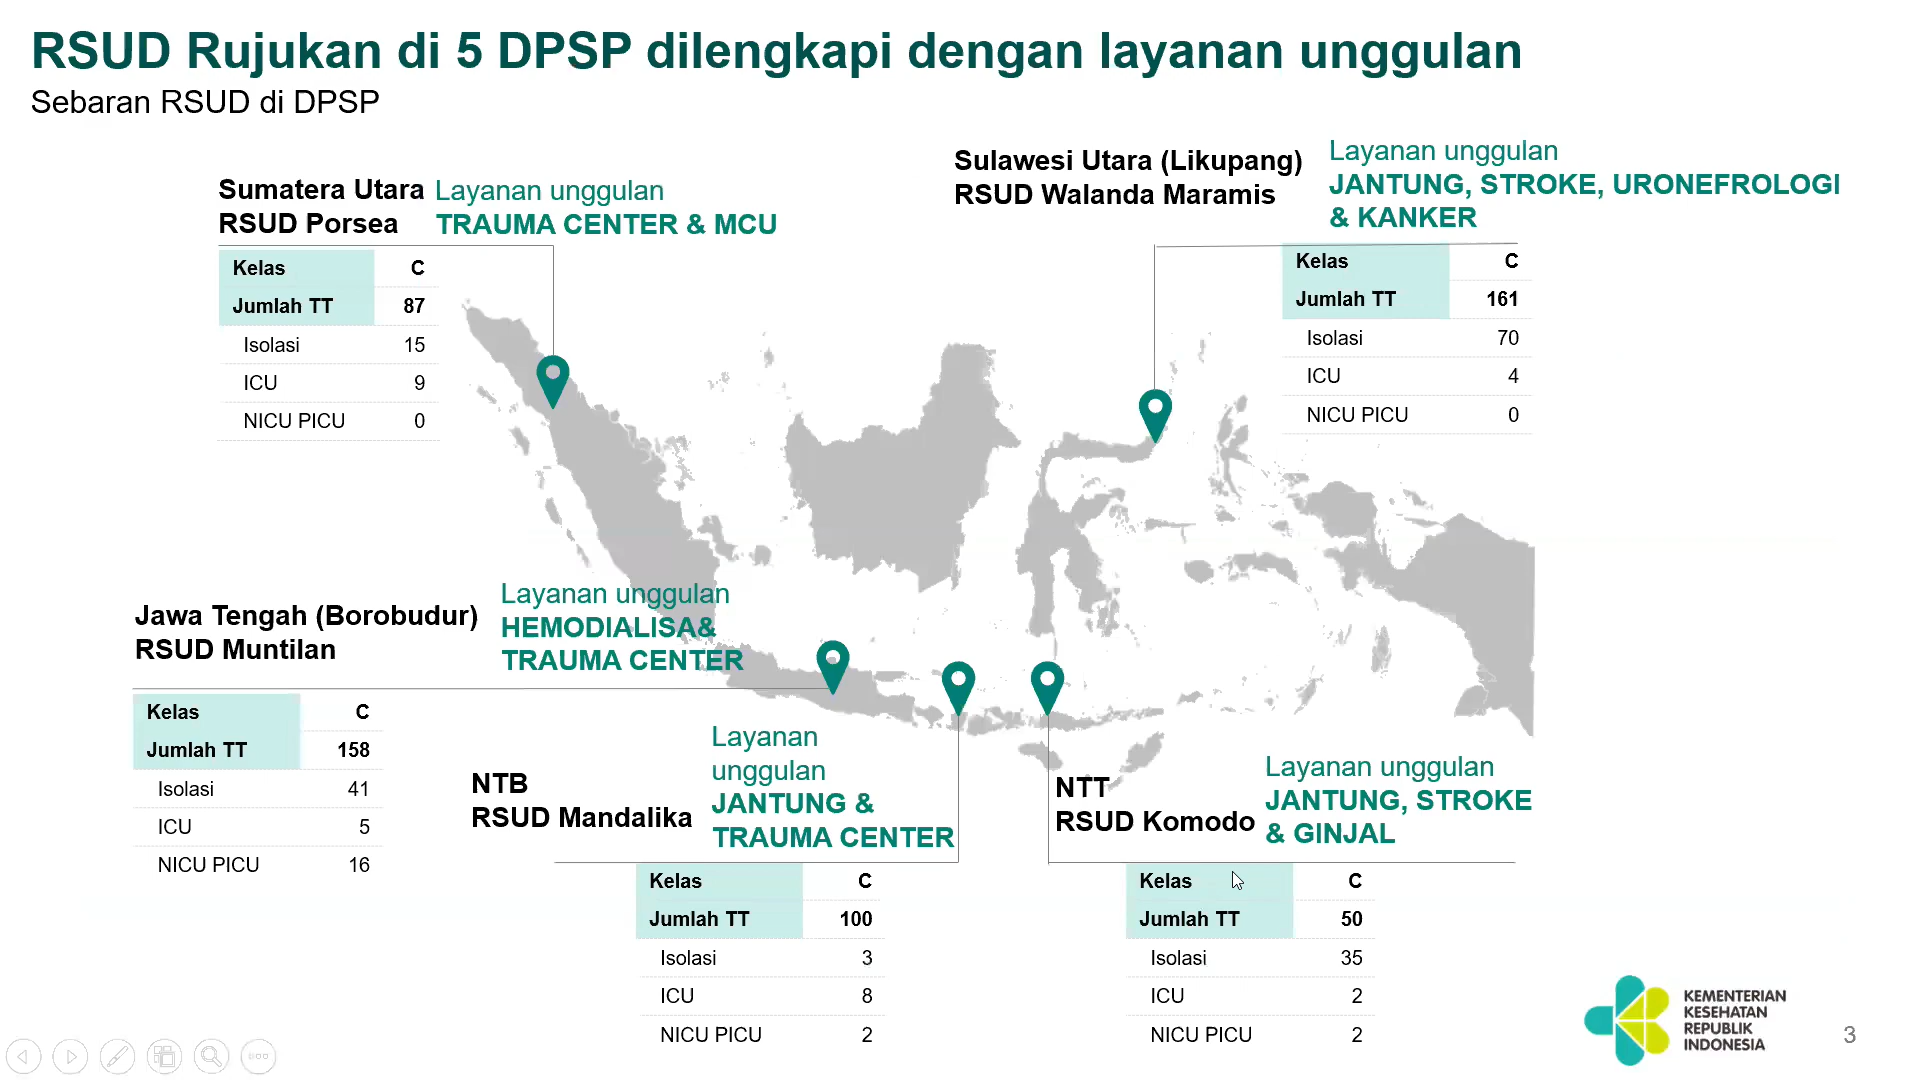 RSUD Rujukan di 5 DPSP dilengkapi dengan layanan unggulan
Sebaran RSUD di DPSP
Sumatera Utara
RSUD Porsea
Layanan unggulan
TRAUMA CENTER & MCU
Kelas C
Jumlah TT 87
Isolasi 15
ICU 9
NICU PICU 0
Sulawesi Utara (Likupang)
RSUD Walanda Maramis
Layanan unggulan
JANTUNG, STROKE, URONEFROLOGI
& KANKER
Kelas C
Jumlah TT 161
Isolasi 70
ICU 4
NICU PICU 0
Jawa Tengah (Borobudur)
RSUD Muntilan
Layanan unggulan
HEMODIALISA&
TRAUMA CENTER
Kelas C
Jumlah TT 158
Isolasi 41
ICU 5
NICU PICU 16
NTB
RSUD Mandalika
Layanan
unggulan
JANTUNG &
TRAUMA CENTER
Kelas C
Jumlah TT 100
Isolasi 3
ICU 8
NICU PICU 2
NTT
RSUD Komodo
Layanan unggulan
JANTUNG, STROKE
& GINJAL
Kelas C
Jumlah TT 50
Isolasi 35
ICU 2
NICU PICU 2
KEMENTERIAN
KESEHATAN
REPUBLIK
INDONESIA
3